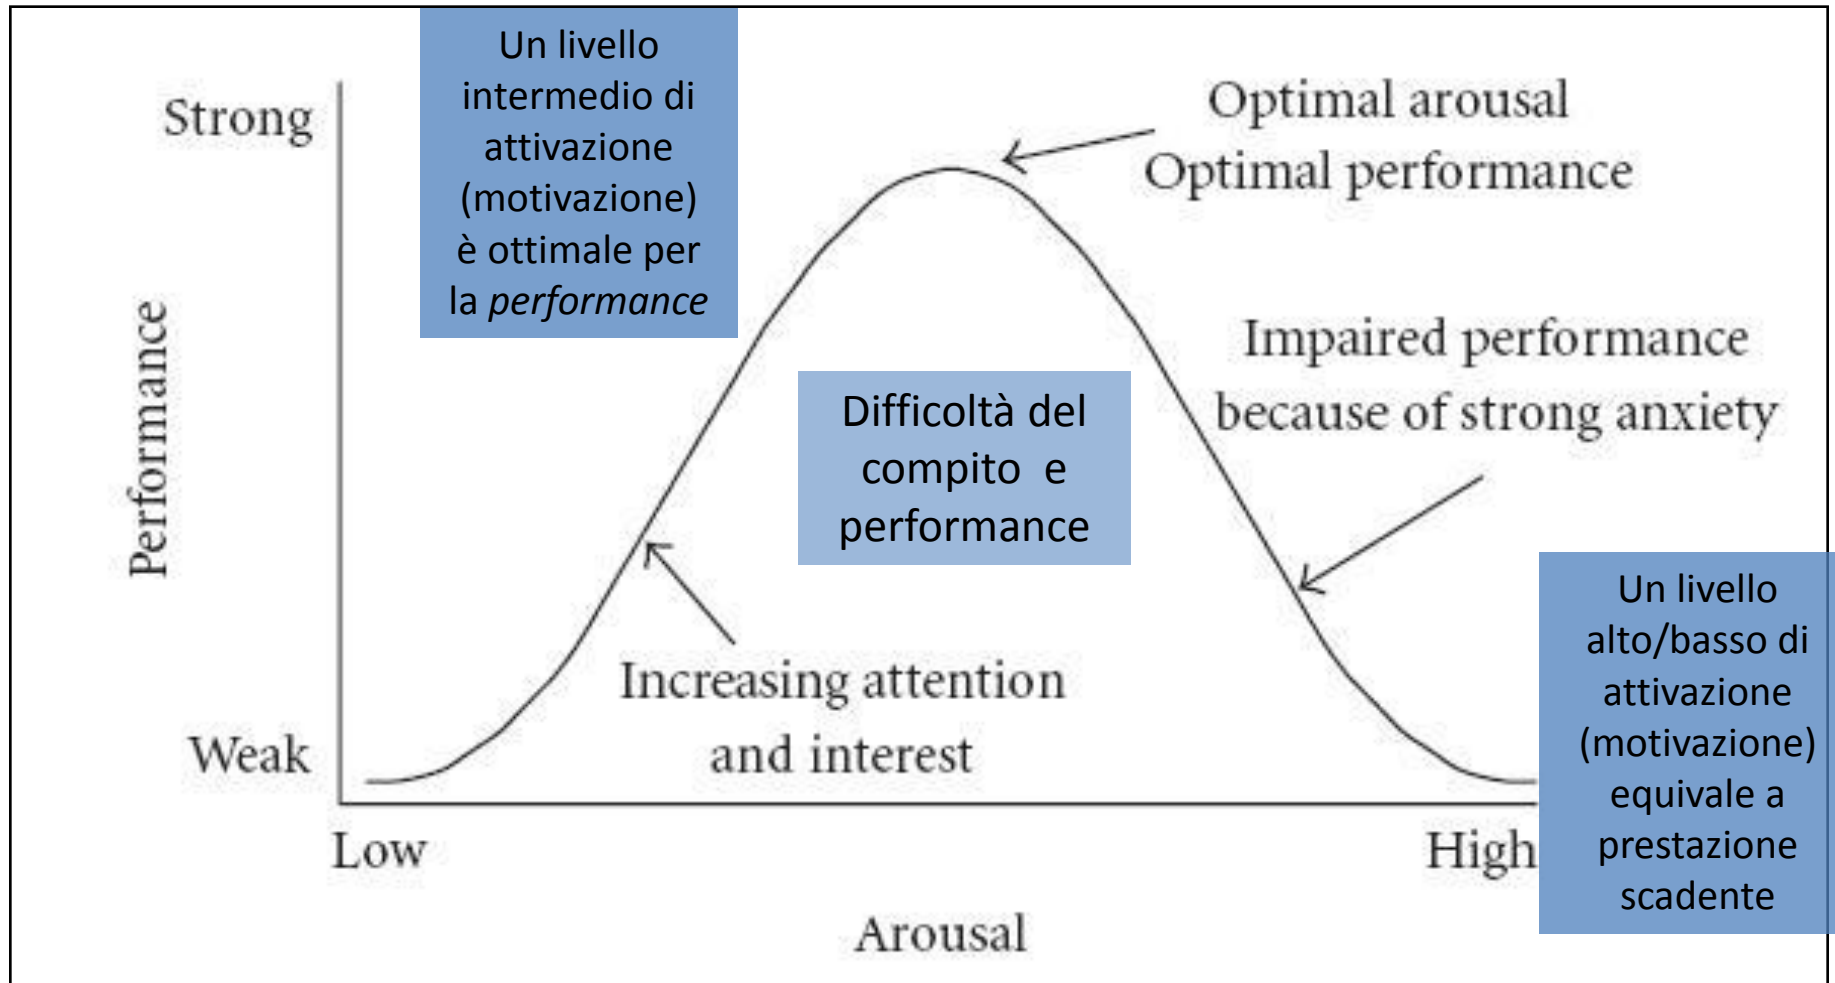 Un livello
intermedio di
attivazione
(motivazione)
è ottimale per
la performance
Strong
Optimal arousal
Optimal performance
Performance
Impaired performance
because of strong anxiety
Difficoltà del
compito e
performance
Increasing attention
and interest
Weak
Un livello
alto/basso di
attivazione
(motivazione)
equivale a
prestazione
scadente
Low
High
Arousal